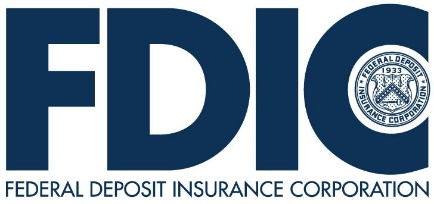 FDIC
FEDERAL DEPOSIT
1933
INSURANCE CORPORATION
FEDERAL DEPOSIT INSURANCE CORPORATION